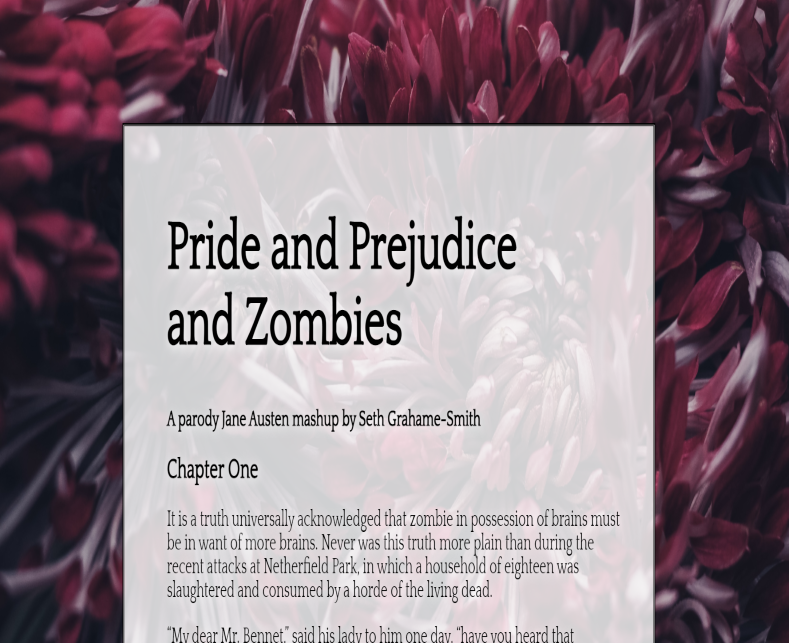 Pride and Prejudice
and Zombies
A parody Jane Austen mashup by Seth Grahame-Smith
Chapter One
It is a truth universally acknowledged that zombie in possession of brains must
be in want of more brains. Never was this truth more plain than during the
recent attacks at Netherfield Park, in which a household of eighteen was
slaughtered and consumed by a horde of the living dead.
“My dear Mr. Bennet,” said his lady to him one day, “have you heard that